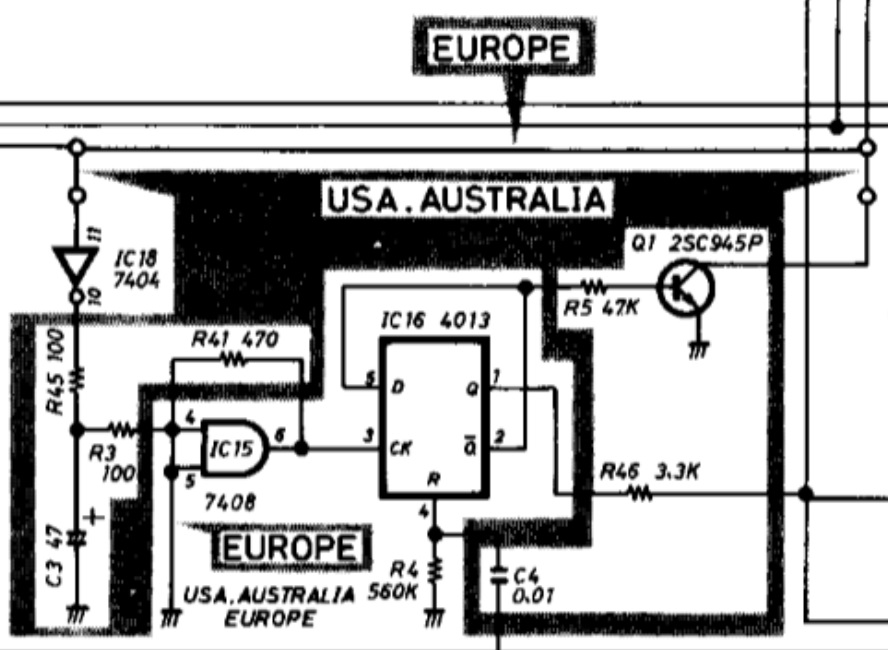 EUROPE
USA.AUSTRALIA
Q1 2SC945P
11
IC18
7404
10
R5 47K
IC16 4013
R41 470
R45 100
5
D
Q
1
4
6
3
CK
Q̅
2
IC15
R3
100
5
R
R46 3.3K
7408
4
+
C3 47
EUROPE
R4
560K
C4
0.01
USA.AUSTRALIA
EUROPE